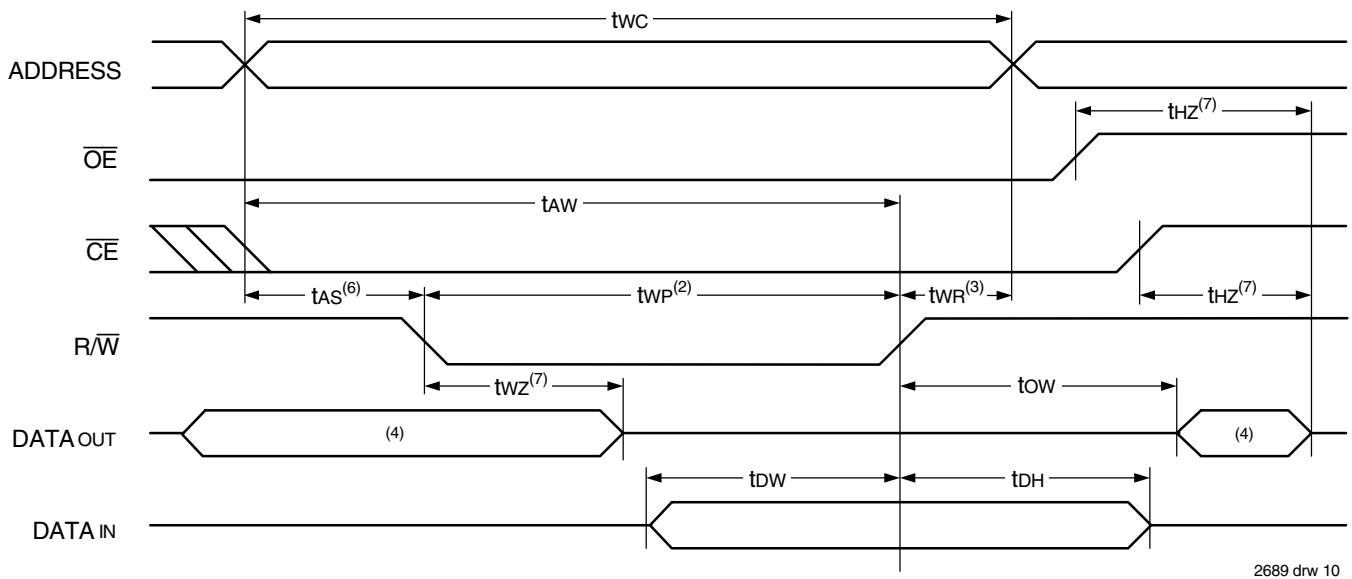 tWC
ADDRESS
tHZ(7)
OE
tAW
CE
tAS(6) tWP(2) tWR(3) tHZ(7)
R/W
tWZ(7) tOW
DATA OUT (4) (4)
tDW tDH
DATA IN
2689 drw 10